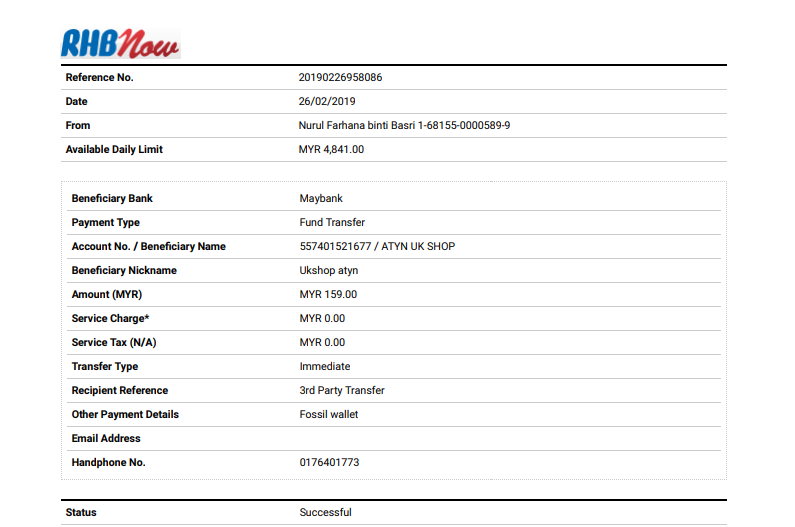 RHBNow
Reference No. 20190226958086
Date 26/02/2019
From Nurul Farhana binti Basri 1-68155-0000589-9
Available Daily Limit MYR 4,841.00
Beneficiary Bank Maybank
Payment Type Fund Transfer
Account No. / Beneficiary Name 557401521677 / ATYN UK SHOP
Beneficiary Nickname Ukshop atyn
Amount (MYR) MYR 159.00
Service Charge* MYR 0.00
Service Tax (N/A) MYR 0.00
Transfer Type Immediate
Recipient Reference 3rd Party Transfer
Other Payment Details Fossil wallet
Email Address
Handphone No. 0176401773
Status Successful